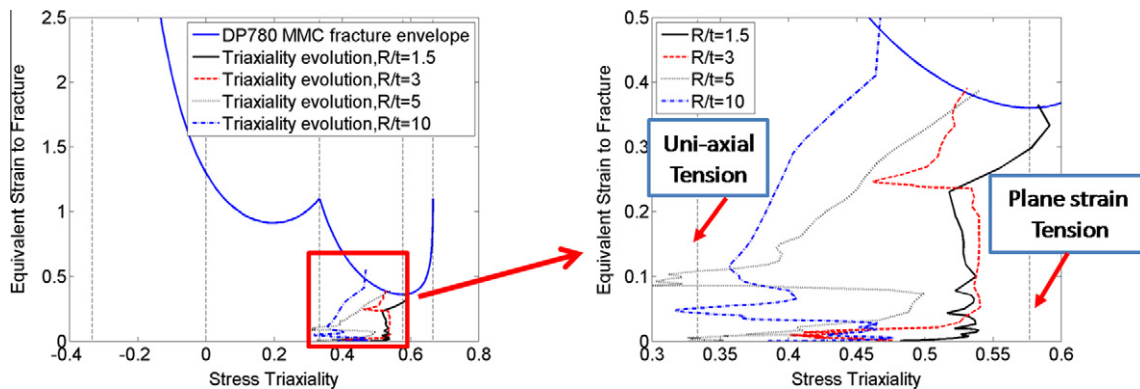 2.5
2
1.5
1
0.5
0
-0.4
-0.2
0
0.2
0.4
0.6
0.8
Equivalent Strain to Fracture
Stress Triaxiality
DP780 MMC fracture envelope
Triaxiality evolution,R/t=1.5
Triaxiality evolution,R/t=3
Triaxiality evolution,R/t=5
Triaxiality evolution,R/t=10
0.5
0.4
0.3
0.2
0.1
0
0.3
0.35
0.4
0.45
0.5
0.55
0.6
Equivalent Strain to Fracture
Stress Triaxiality
R/t=1.5
R/t=3
R/t=5
R/t=10
Uni-axial
Tension
Plane strain
Tension